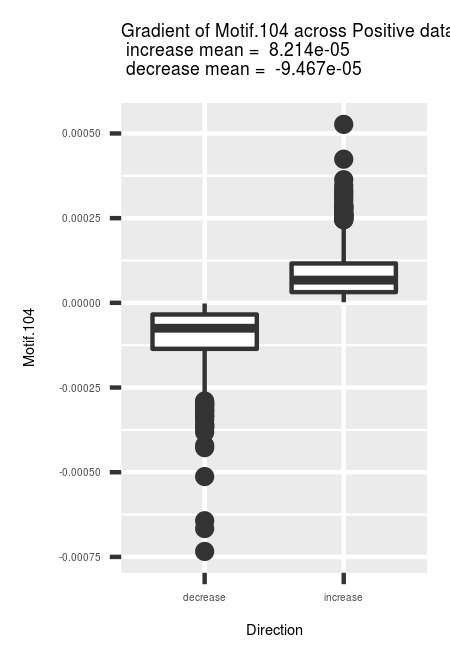 Gradient of Motif.104 across Positive data
increase mean =  8.214e-05
decrease mean =  -9.467e-05
0.00050
0.00025
0.00000
-0.00025
-0.00050
-0.00075
Motif.104
decrease
increase
Direction